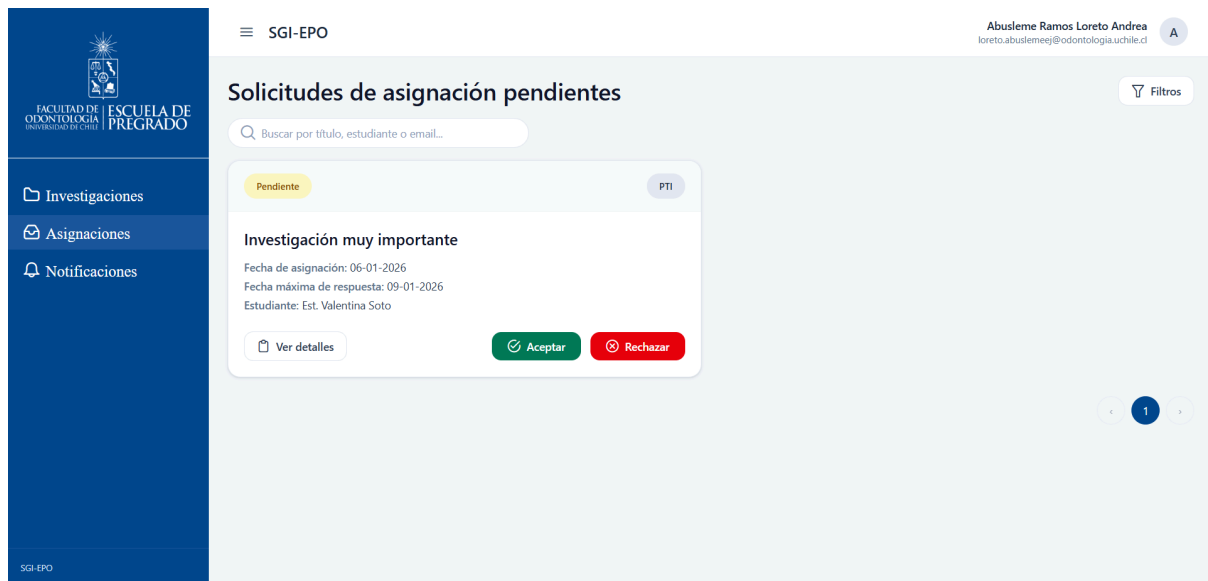 FACULTAD DE
ODONTOLOGÍA
UNIVERSIDAD DE CHILE
ESCUELA DE
PREGRADO
Investigaciones
Asignaciones
Notificaciones
SGI-EPO
SGI-EPO
Abusleme Ramos Loreto Andrea
loreto.abuslemeej@odontologia.uchile.cl
A
Solicitudes de asignación pendientes
Filtros
Buscar por título, estudiante o email...
Pendiente
PTI
Investigación muy importante
Fecha de asignación: 06-01-2026
Fecha máxima de respuesta: 09-01-2026
Estudiante: Est. Valentina Soto
Ver detalles
Aceptar
Rechazar
‹
1
›